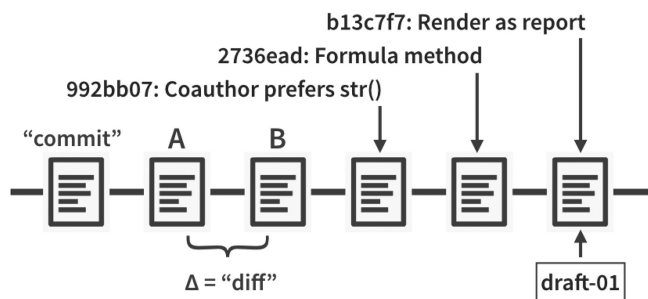 b13c7f7: Render as report
2736ead: Formula method
992bb07: Coauthor prefers str()
“commit”
A
B
Δ = “diff”
draft-01